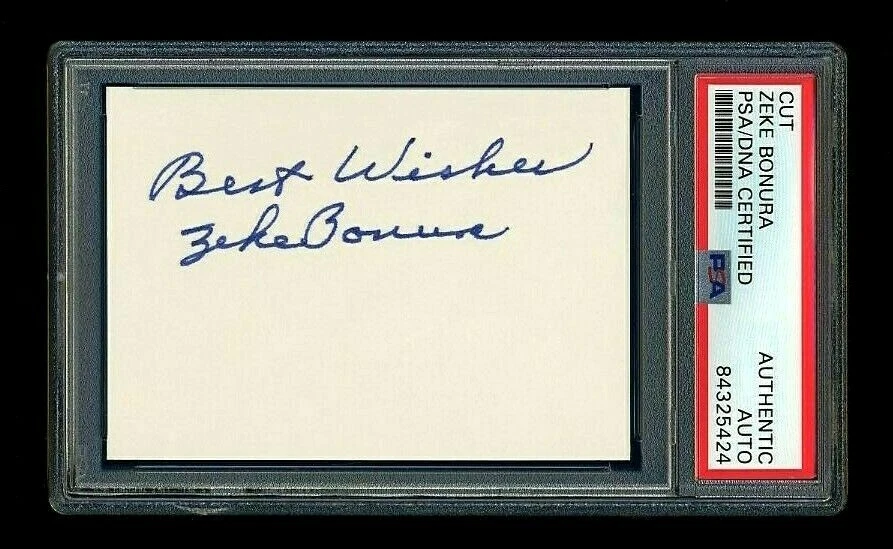 Best Wishes
Zeke Bonura
CUT
ZEKE BONURA
PSA/DNA CERTIFIED
PSA
AUTHENTIC
AUTO
84325424